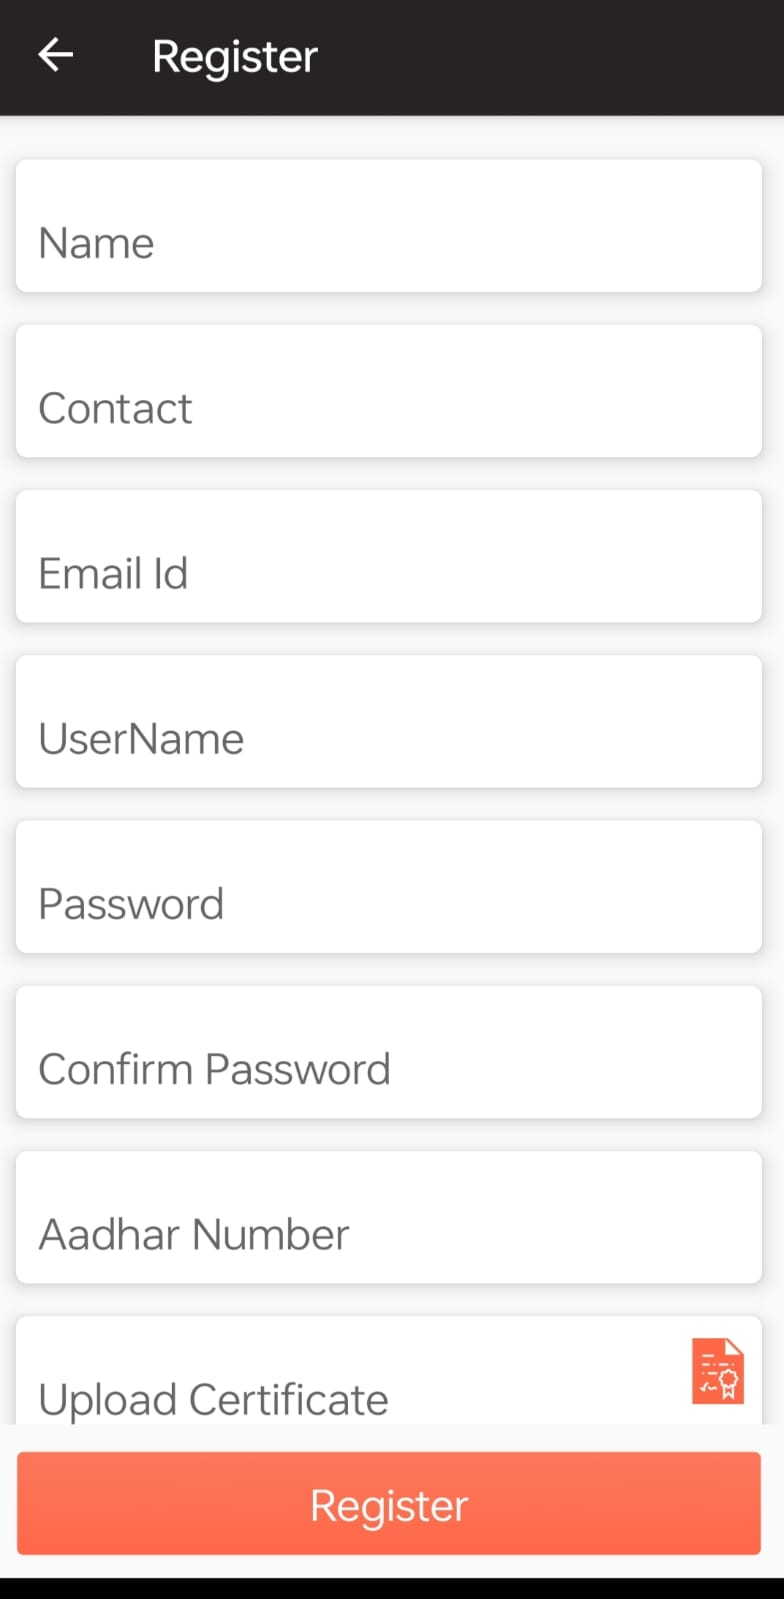 Register
Name
Contact
Email Id
UserName
Password
Confirm Password
Aadhar Number
Upload Certificate
Register